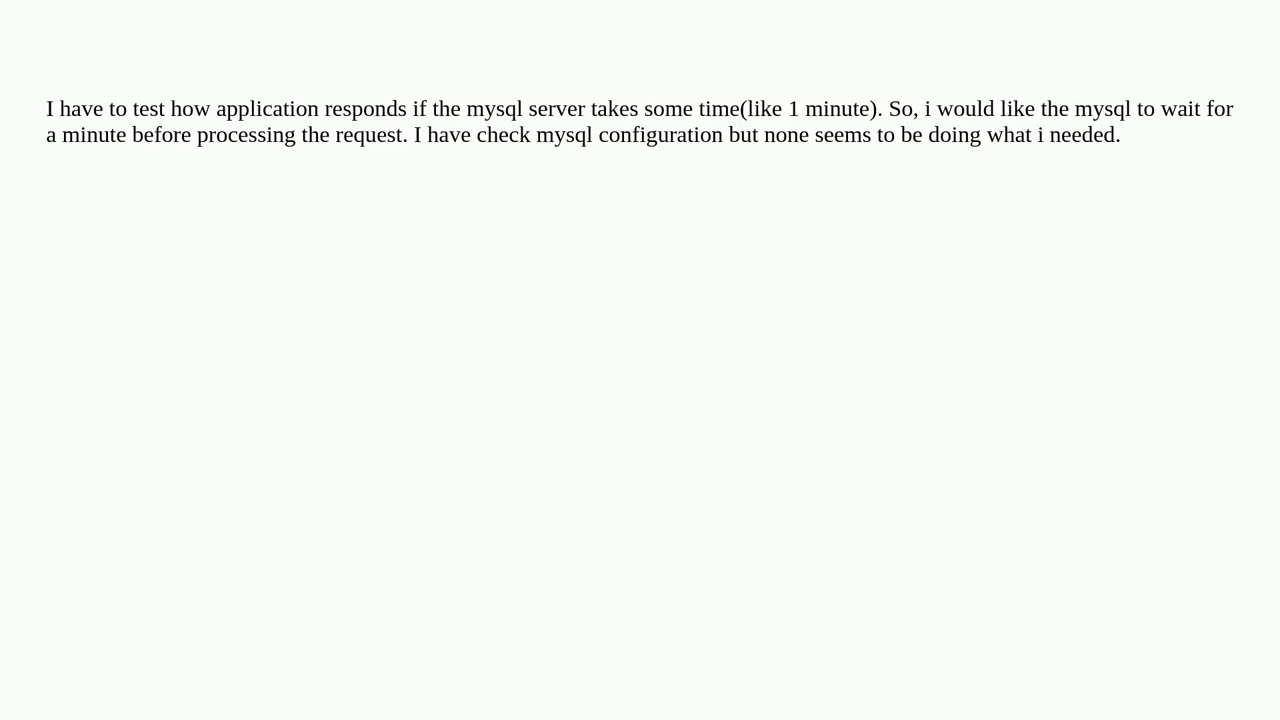 I have to test how application responds if the mysql server takes some time(like 1 minute). So, i would like the mysql to wait for
a minute before processing the request. I have check mysql configuration but none seems to be doing what i needed.